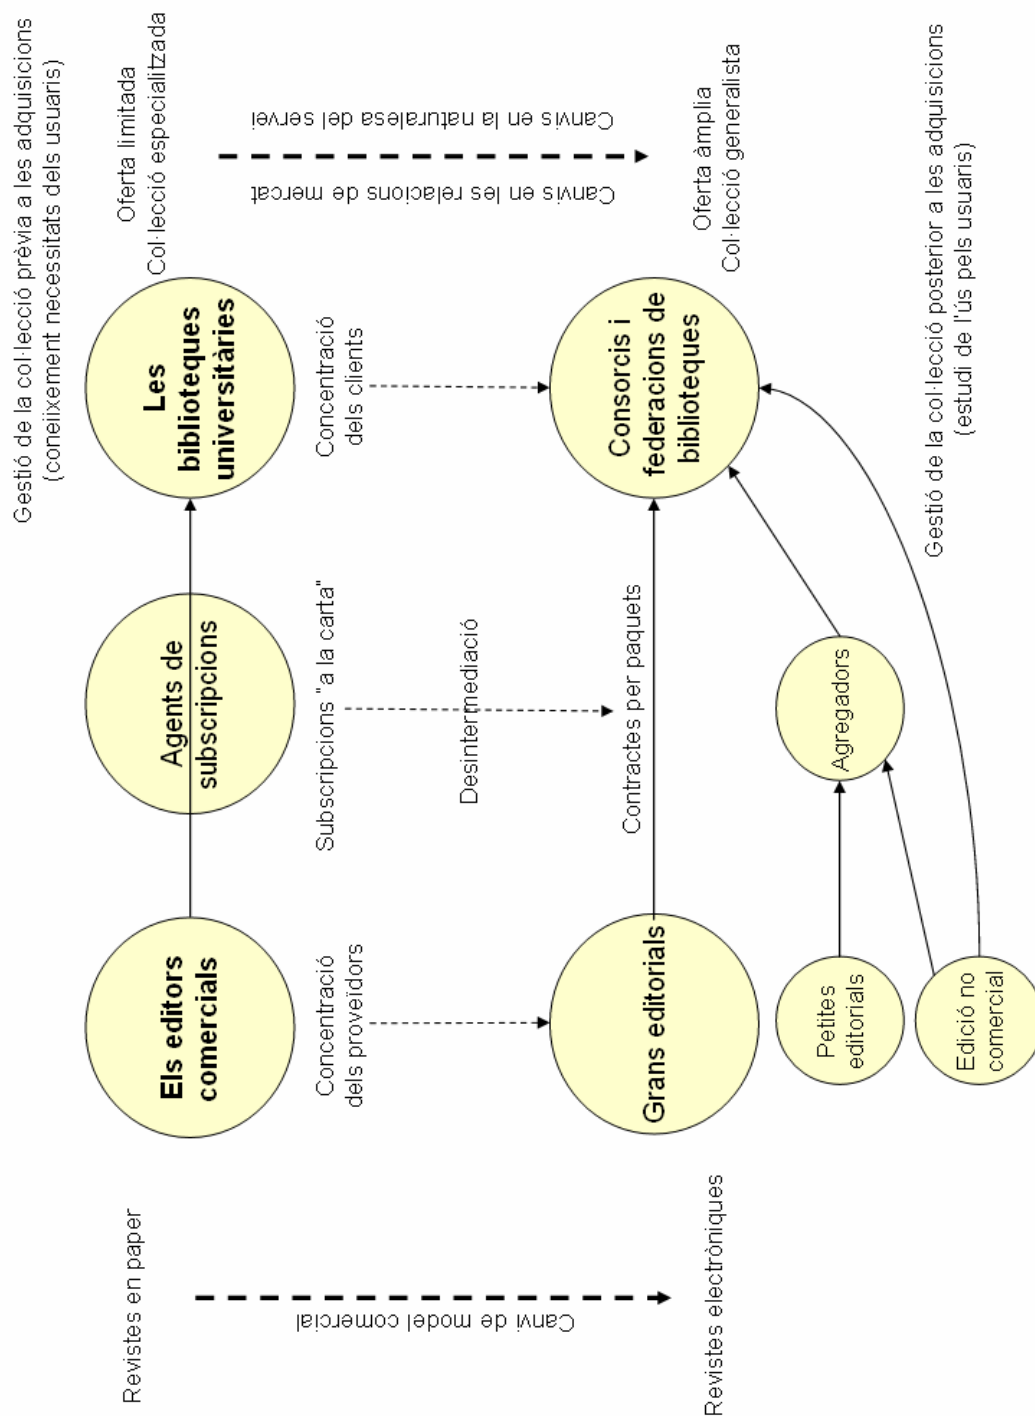 Gestió de la col·lecció prèvia a les adquisicions
(coneiixement necessitats dels usuaris)
Oferta limitada
Col·lecció especialitzada
Revistes en paper
Els editors
comercials
Agents de
subscripcions
Les
biblioteques
universitàries
Concentració
dels proveïdors
Subscripcions "a la carta"
Concentració
dels clients
Canvi de model comercial
Desintermediació
Canvis en les relacions de mercat
Canvis en la naturalesa del servei
Contractes per paquets
Grans editorials
Consorcis i
federacions de
biblioteques
Revistes electròniques
Oferta àmplia
Col·lecció generalista
Petites
editorials
Agregadors
Edició no
comercial
Gestió de la col·lecció posterior a les adquisicions
(estudi de l'ús pels usuaris)